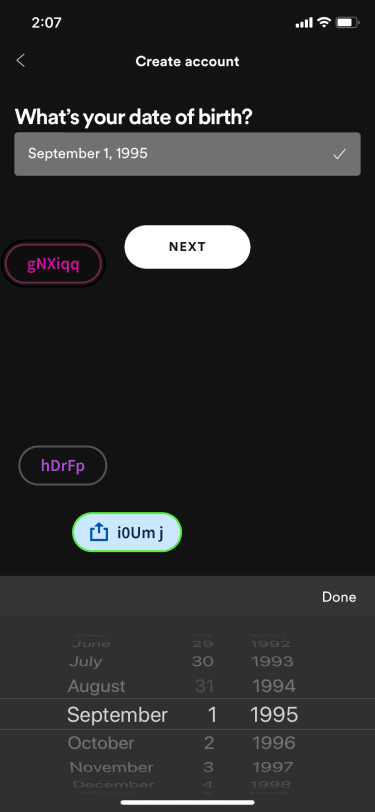 2:07
Create account
What's your date of birth?
September 1, 1995
NEXT
gNXiqq
hDrFp
i0Um j
Done
June 29 1992
July 30 1993
August 31 1994
September 1 1995
October 2 1996
November 3 1997
December 4 1998